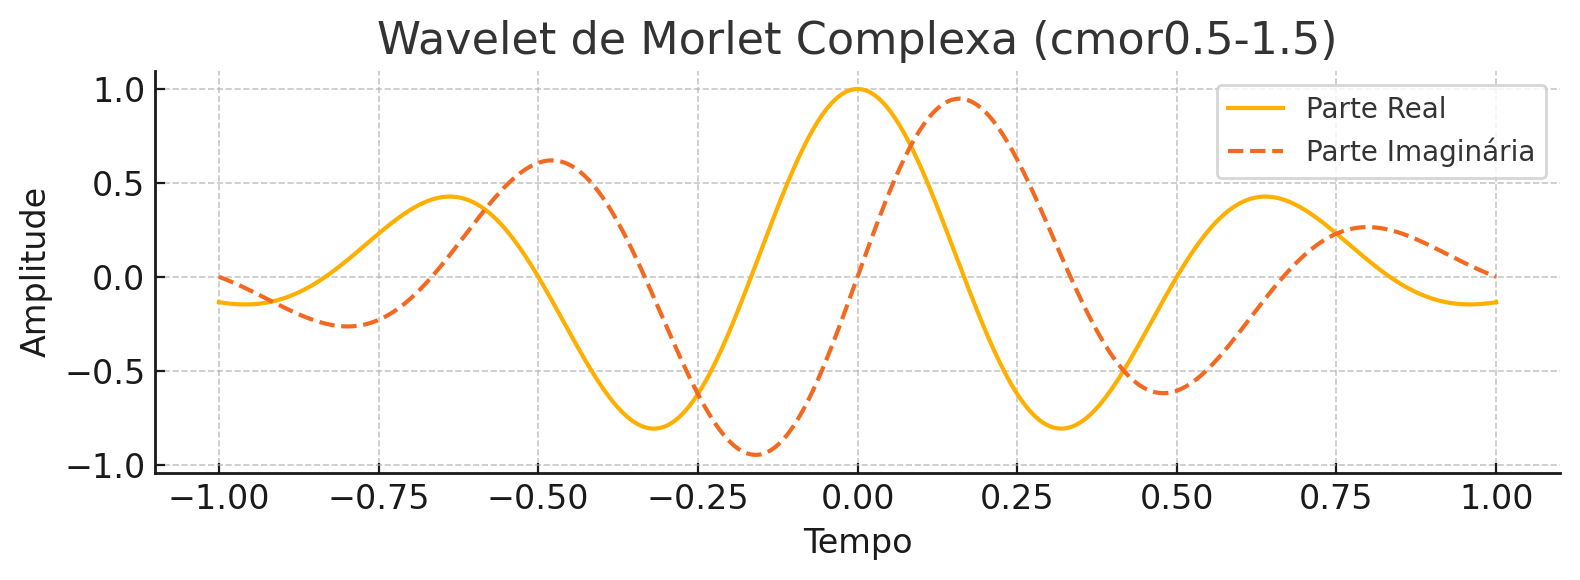 Wavelet de Morlet Complexa (cmor0.5-1.5)
Parte Real
Parte Imaginária
Amplitude
1.0
0.5
0.0
−0.5
−1.0
−1.00 −0.75 −0.50 −0.25 0.00 0.25 0.50 0.75 1.00
Tempo